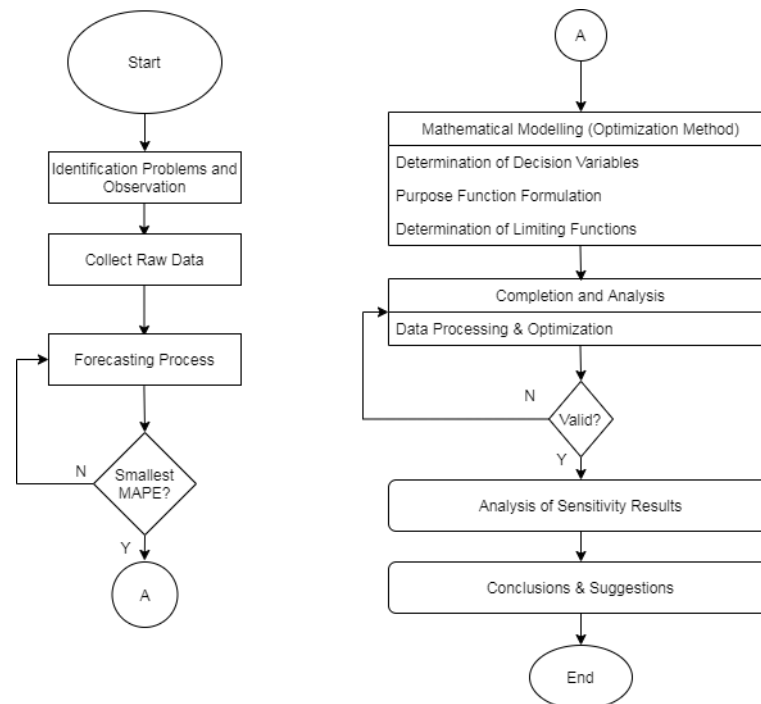 Start
Identification Problems and
Observation
Collect Raw Data
Forecasting Process
N
Smallest
MAPE?
Y
A
A
Mathematical Modelling (Optimization Method)
Determination of Decision Variables
Purpose Function Formulation
Determination of Limiting Functions
Completion and Analysis
Data Processing & Optimization
N
Valid?
Y
Analysis of Sensitivity Results
Conclusions & Suggestions
End